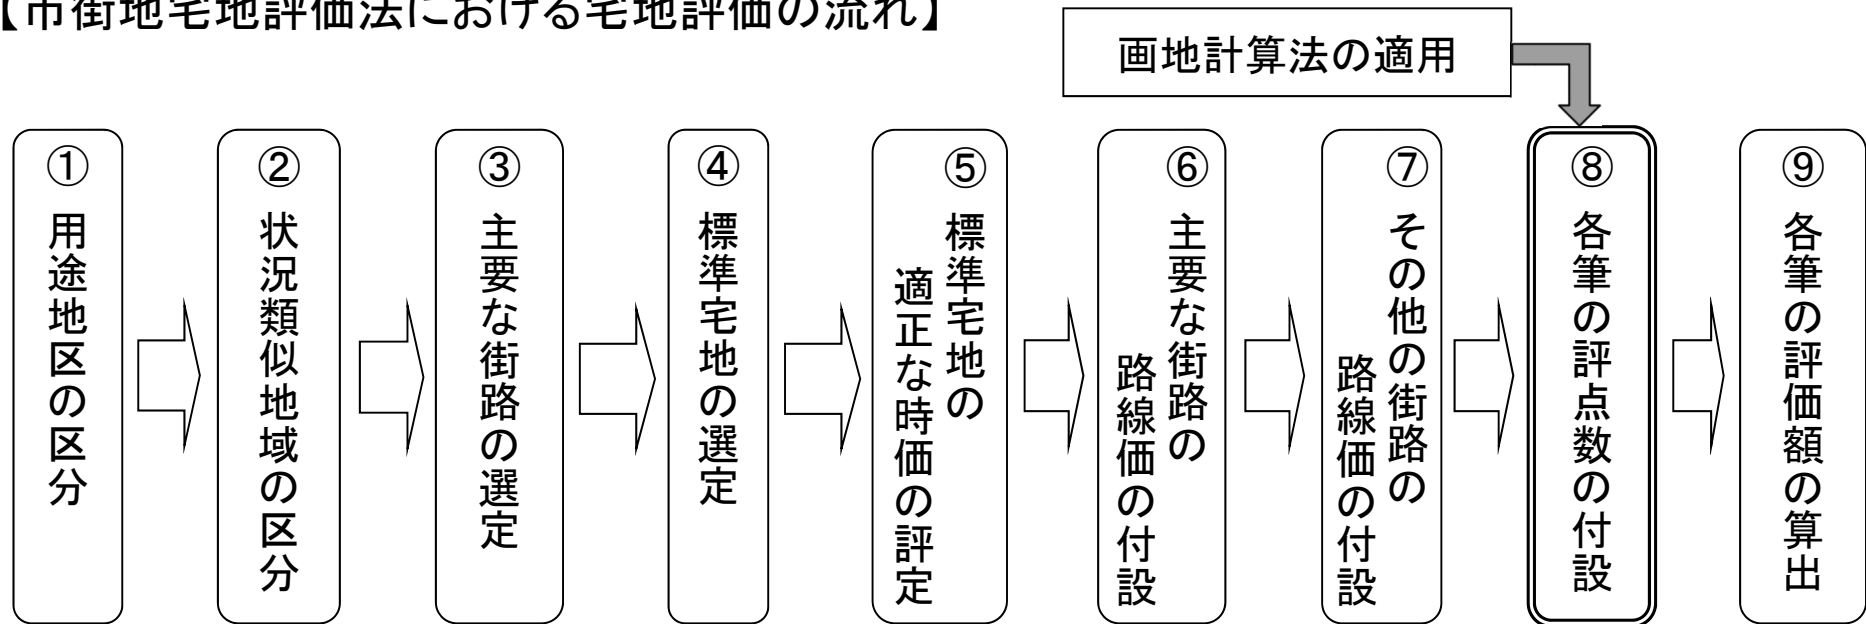 【市街地宅地評価法における宅地評価の流れ】
画地計算法の適用
①
用途地区の区分
②
状況類似地域の区分
③
主要な街路の選定
④
標準宅地の選定
⑤
標準宅地の
適正な時価の評定
⑥
主要な街路の
路線価の付設
⑦
その他の街路の
路線価の付設
⑧
各筆の評点数の付設
⑨
各筆の評価額の算出